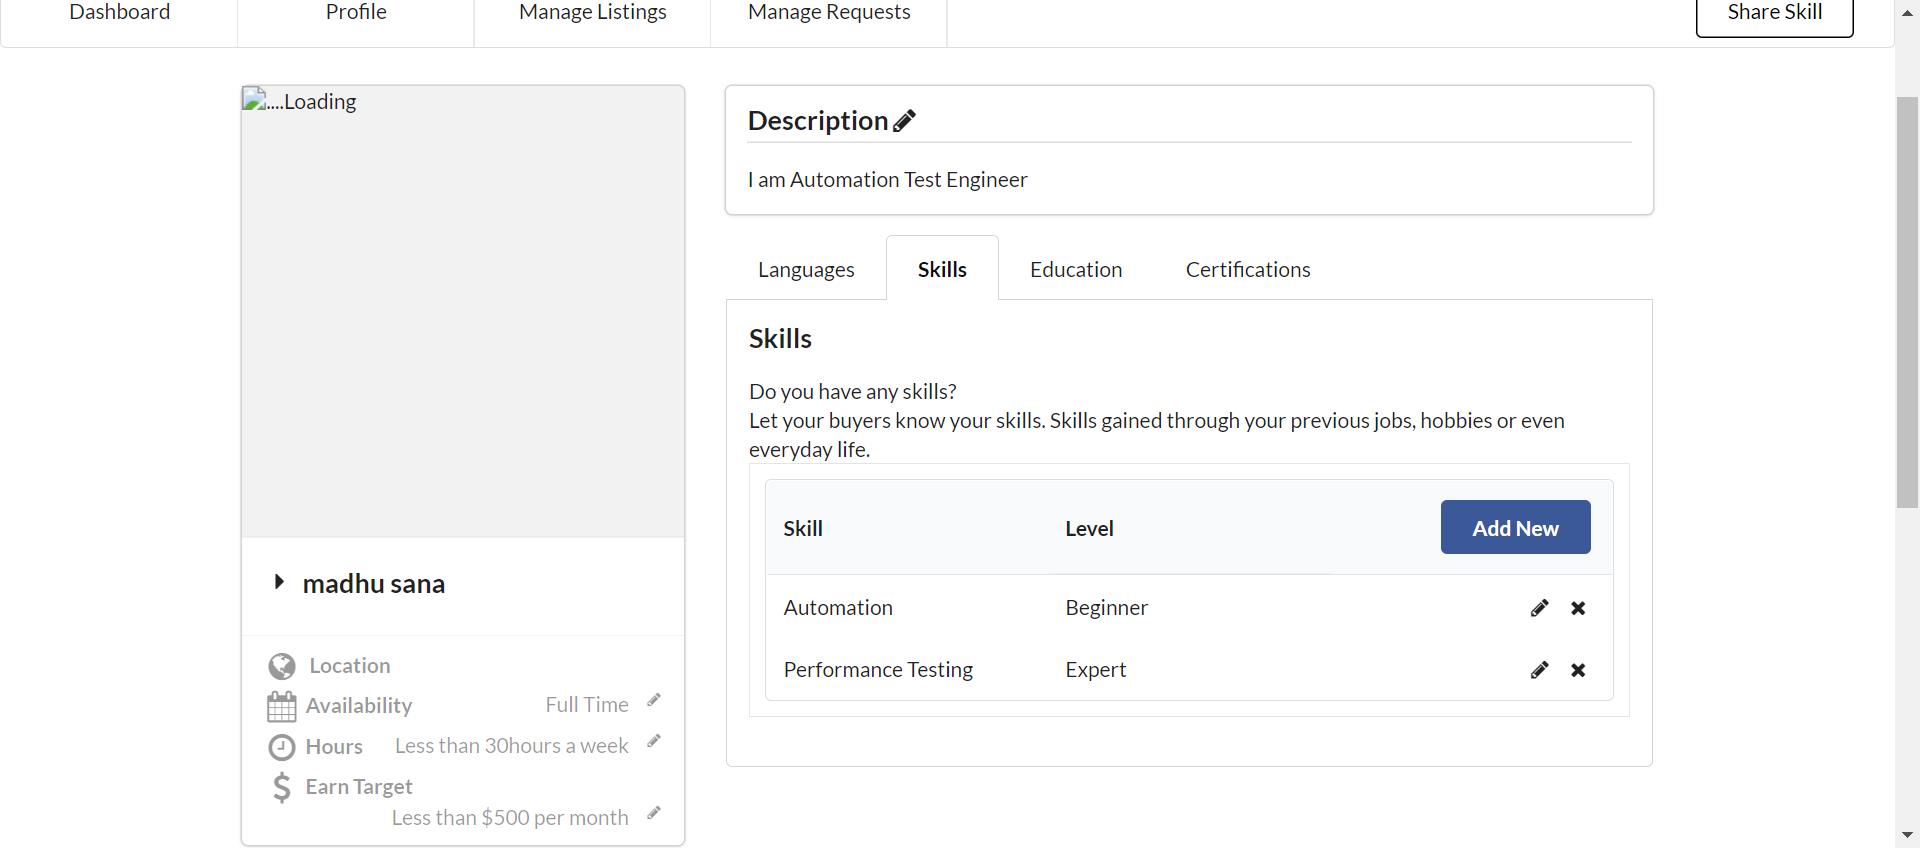 Dashboard
Profile
Manage Listings
Manage Requests
Share Skill
....Loading
madhu sana
Location
Availability
Full Time
Hours
Less than 30hours a week
Earn Target
Less than $500 per month
Description
I am Automation Test Engineer
Languages
Skills
Education
Certifications
Skills
Do you have any skills?
Let your buyers know your skills. Skills gained through your previous jobs, hobbies or even
everyday life.
Skill
Level
Add New
Automation
Beginner
Performance Testing
Expert